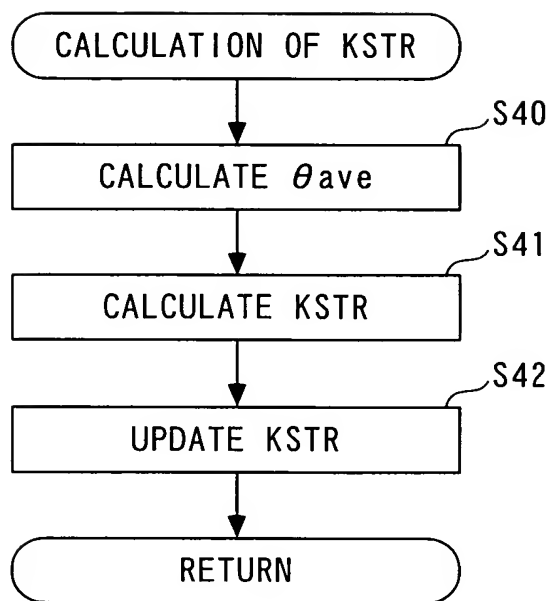 CALCULATION OF KSTR
S40
CALCULATE θave
S41
CALCULATE KSTR
S42
UPDATE KSTR
RETURN